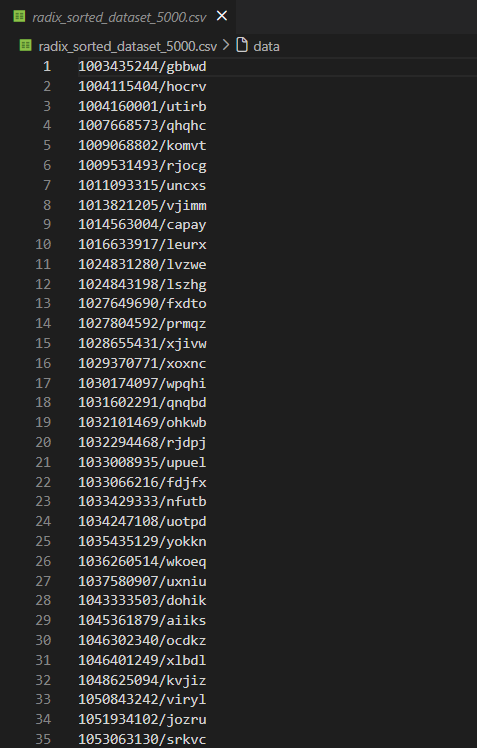 radix_sorted_dataset_5000.csv
radix_sorted_dataset_5000.csv > data
1 1003435244/gbbwd
2 1004115404/hocrv
3 1004160001/utirb
4 1007668573/qhqhc
5 1009068802/komvt
6 1009531493/rjocg
7 1011093315/uncxs
8 1013821205/vjimm
9 1014563004/capay
10 1016633917/leurx
11 1024831280/lvzwe
12 1024843198/lszhg
13 1027649690/fxdto
14 1027804592/prmqz
15 1028655431/xjivw
16 1029370771/xoxnc
17 1030174097/wpqhi
18 1031602291/qnqbd
19 1032101469/ohkwb
20 1032294468/rjdpj
21 1033008935/upuel
22 1033066216/fdjfx
23 1033429333/nfutb
24 1034247108/uotpd
25 1035435129/yokkn
26 1036260514/wkoeq
27 1037580907/uxniu
28 1043333503/dohik
29 1045361879/aiiks
30 1046302340/ocdkz
31 1046401249/xlbdl
32 1048625094/kvjiz
33 1050843242/viryl
34 1051934102/jozru
35 1053063130/srkvc